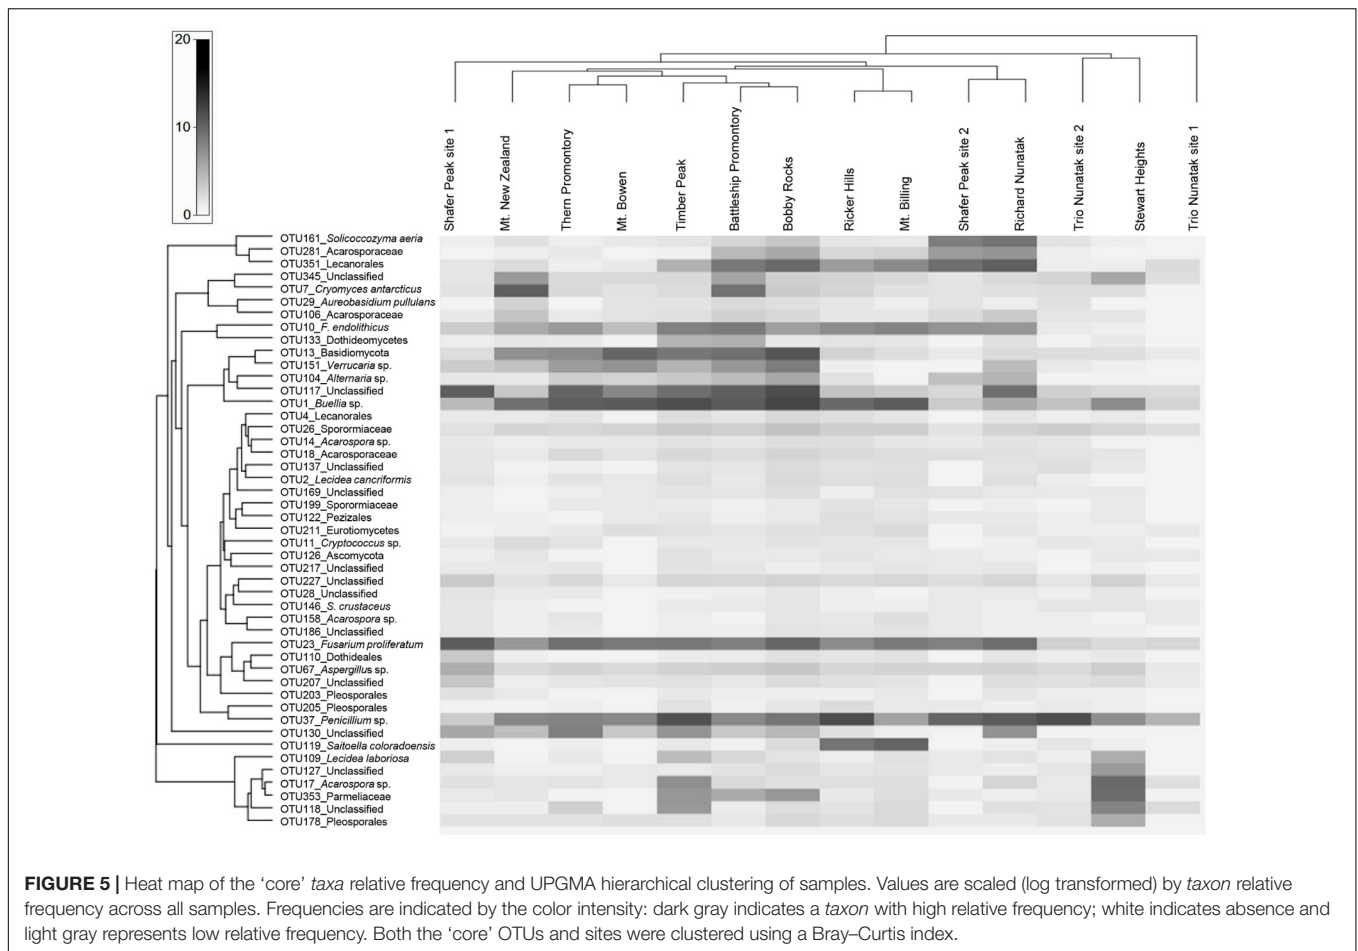 20
10
0
Shafer Peak site 1
Mt. New Zealand
Thern Promontory
Mt. Bowen
Timber Peak
Battleship Promontory
Bobby Rocks
Ricker Hills
Mt. Billing
Shafer Peak site 2
Richard Nunatak
Trio Nunatak site 2
Stewart Heights
Trio Nunatak site 1
OTU161_Solicoccozyma aeria
OTU281_Acarosporaceae
OTU351_Lecanorales
OTU345_Unclassified
OTU7_Cryomyces antarcticus
OTU29_Aureobasidium pullulans
OTU106_Acarosporaceae
OTU10_F. endolithicus
OTU133_Dothideomycetes
OTU13_Basidiomycota
OTU151_Verrucaria sp.
OTU104_Alternaria sp.
OTU117_Unclassified
OTU1_Buellia sp.
OTU4_Lecanorales
OTU26_Sporormiaceae
OTU14_Acarospora sp.
OTU18_Acarosporaceae
OTU137_Unclassified
OTU2_Lecidea cancriformis
OTU169_Unclassified
OTU199_Sporormiaceae
OTU122_Pezizales
OTU211_Eurotiomycetes
OTU11_Cryptococcus sp.
OTU126_Ascomycota
OTU217_Unclassified
OTU227_Unclassified
OTU28_Unclassified
OTU146_S. crustaceus
OTU158_Acarospora sp.
OTU186_Unclassified
OTU23_Fusarium proliferatum
OTU110_Dothideales
OTU67_Aspergillus sp.
OTU207_Unclassified
OTU203_Pleosporales
OTU205_Pleosporales
OTU37_Penicillium sp.
OTU130_Unclassified
OTU119_Saitoella coloradoensis
OTU109_Lecidea laboriosa
OTU127_Unclassified
OTU17_Acarospora sp.
OTU353_Parmeliaceae
OTU118_Unclassified
OTU178_Pleosporales
FIGURE 5 | Heat map of the ‘core’ taxa relative frequency and UPGMA hierarchical clustering of samples. Values are scaled (log transformed) by taxon relative
frequency across all samples. Frequencies are indicated by the color intensity: dark gray indicates a taxon with high relative frequency; white indicates absence and
light gray represents low relative frequency. Both the ‘core’ OTUs and sites were clustered using a Bray–Curtis index.